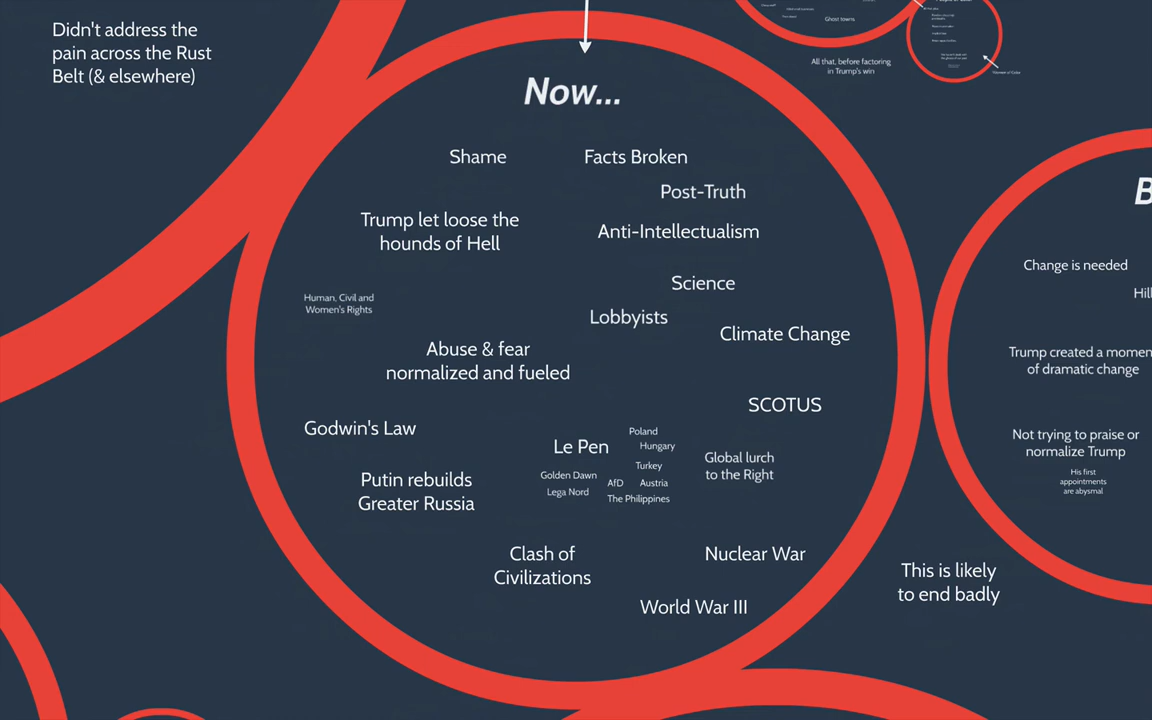 Didn't address the
pain across the Rust
Belt (& elsewhere)
Ghost towns
All that, before factoring
in Trump's win
Now...
Shame
Facts Broken
Post-Truth
Trump let loose the
hounds of Hell
Anti-Intellectualism
Science
Human, Civil and
Women's Rights
Lobbyists
Climate Change
Abuse & fear
normalized and fueled
SCOTUS
Godwin's Law
Le Pen
Poland
Hungary
Turkey
Golden Dawn
AfD
Austria
Lega Nord
The Philippines
Global lurch
to the Right
Putin rebuilds
Greater Russia
Clash of
Civilizations
Nuclear War
World War III
This is likely
to end badly
B
Change is needed
Hill
Trump created a momen
of dramatic change
Not trying to praise or
normalize Trump
His first
appointments
are abysmal